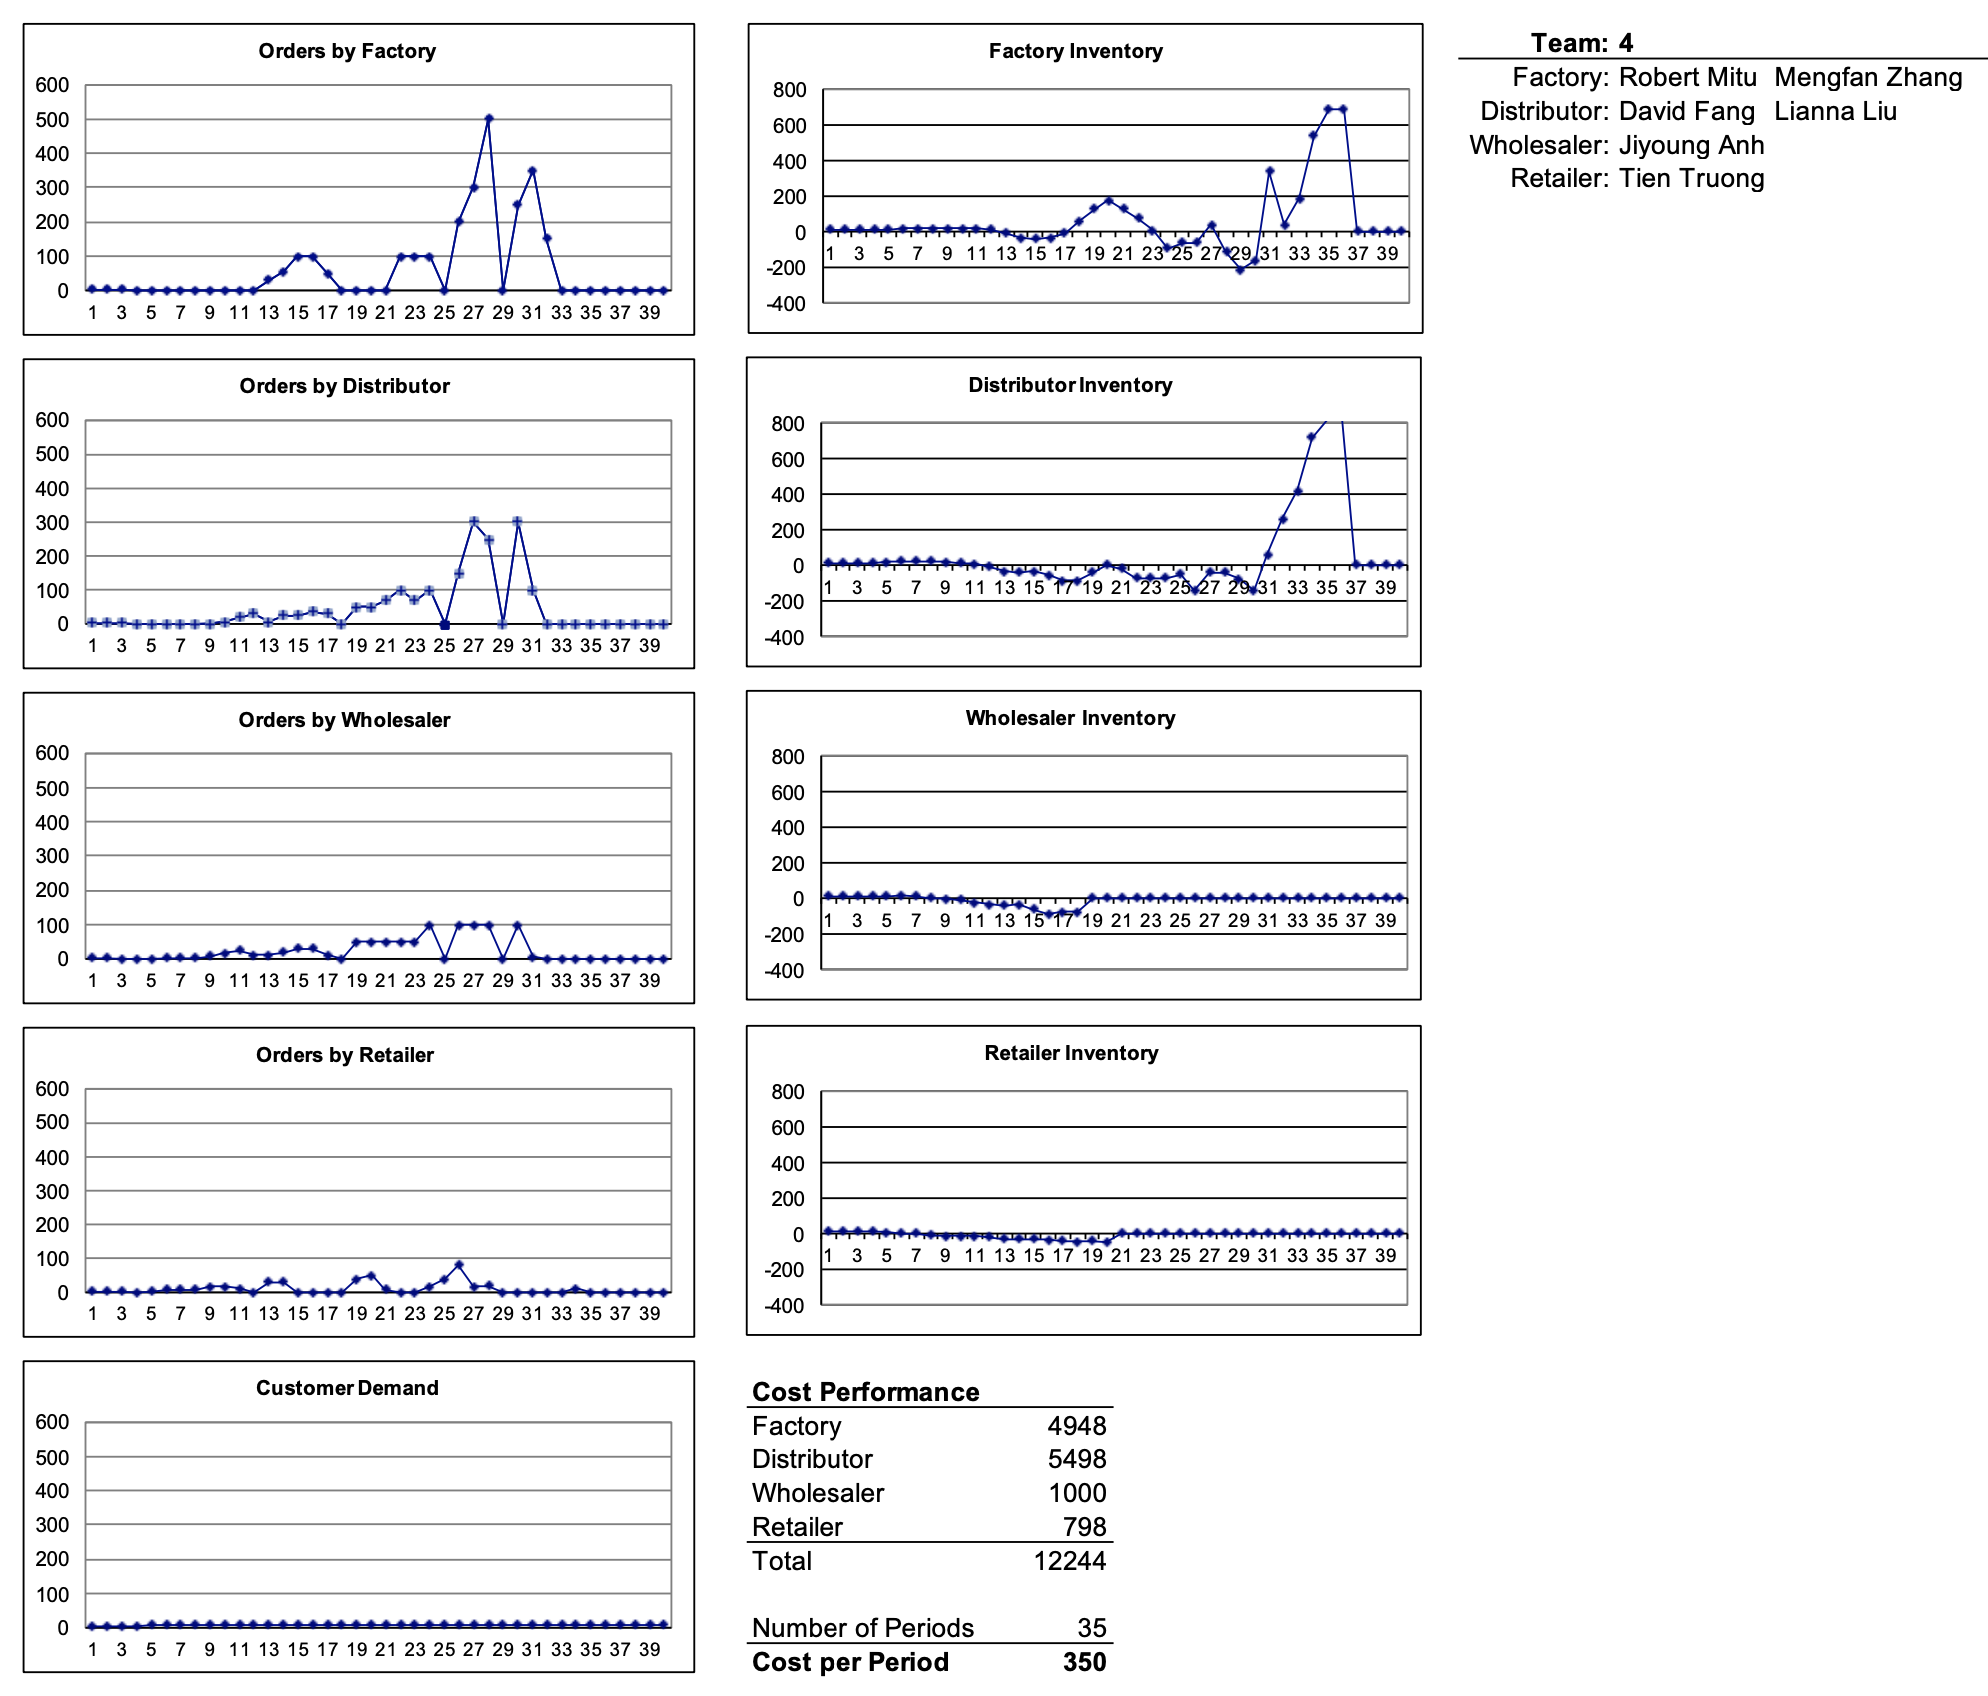 Orders by Factory
600
500
400
300
200
100
0
1 3 5 7 9 11 13 15 17 19 21 23 25 27 29 31 33 35 37 39
Factory Inventory
800
600
400
200
0
-200
-400
1 3 5 7 9 11 13 15 17 19 21 23 25 27 29 31 33 35 37 39
Team: 4
Factory: Robert Mitu Mengfan Zhang
Distributor: David Fang Lianna Liu
Wholesaler: Jiyoung Anh
Retailer: Tien Truong
Orders by Distributor
600
500
400
300
200
100
0
1 3 5 7 9 11 13 15 17 19 21 23 25 27 29 31 33 35 37 39
Distributor Inventory
800
600
400
200
0
-200
-400
1 3 5 7 9 11 13 15 17 19 21 23 25 27 29 31 33 35 37 39
Orders by Wholesaler
600
500
400
300
200
100
0
1 3 5 7 9 11 13 15 17 19 21 23 25 27 29 31 33 35 37 39
Wholesaler Inventory
800
600
400
200
0
-200
-400
1 3 5 7 9 11 13 15 17 19 21 23 25 27 29 31 33 35 37 39
Orders by Retailer
600
500
400
300
200
100
0
1 3 5 7 9 11 13 15 17 19 21 23 25 27 29 31 33 35 37 39
Retailer Inventory
800
600
400
200
0
-200
-400
1 3 5 7 9 11 13 15 17 19 21 23 25 27 29 31 33 35 37 39
Customer Demand
600
500
400
300
200
100
0
1 3 5 7 9 11 13 15 17 19 21 23 25 27 29 31 33 35 37 39
Cost Performance
Factory 4948
Distributor 5498
Wholesaler 1000
Retailer 798
Total 12244
Number of Periods 35
Cost per Period 350